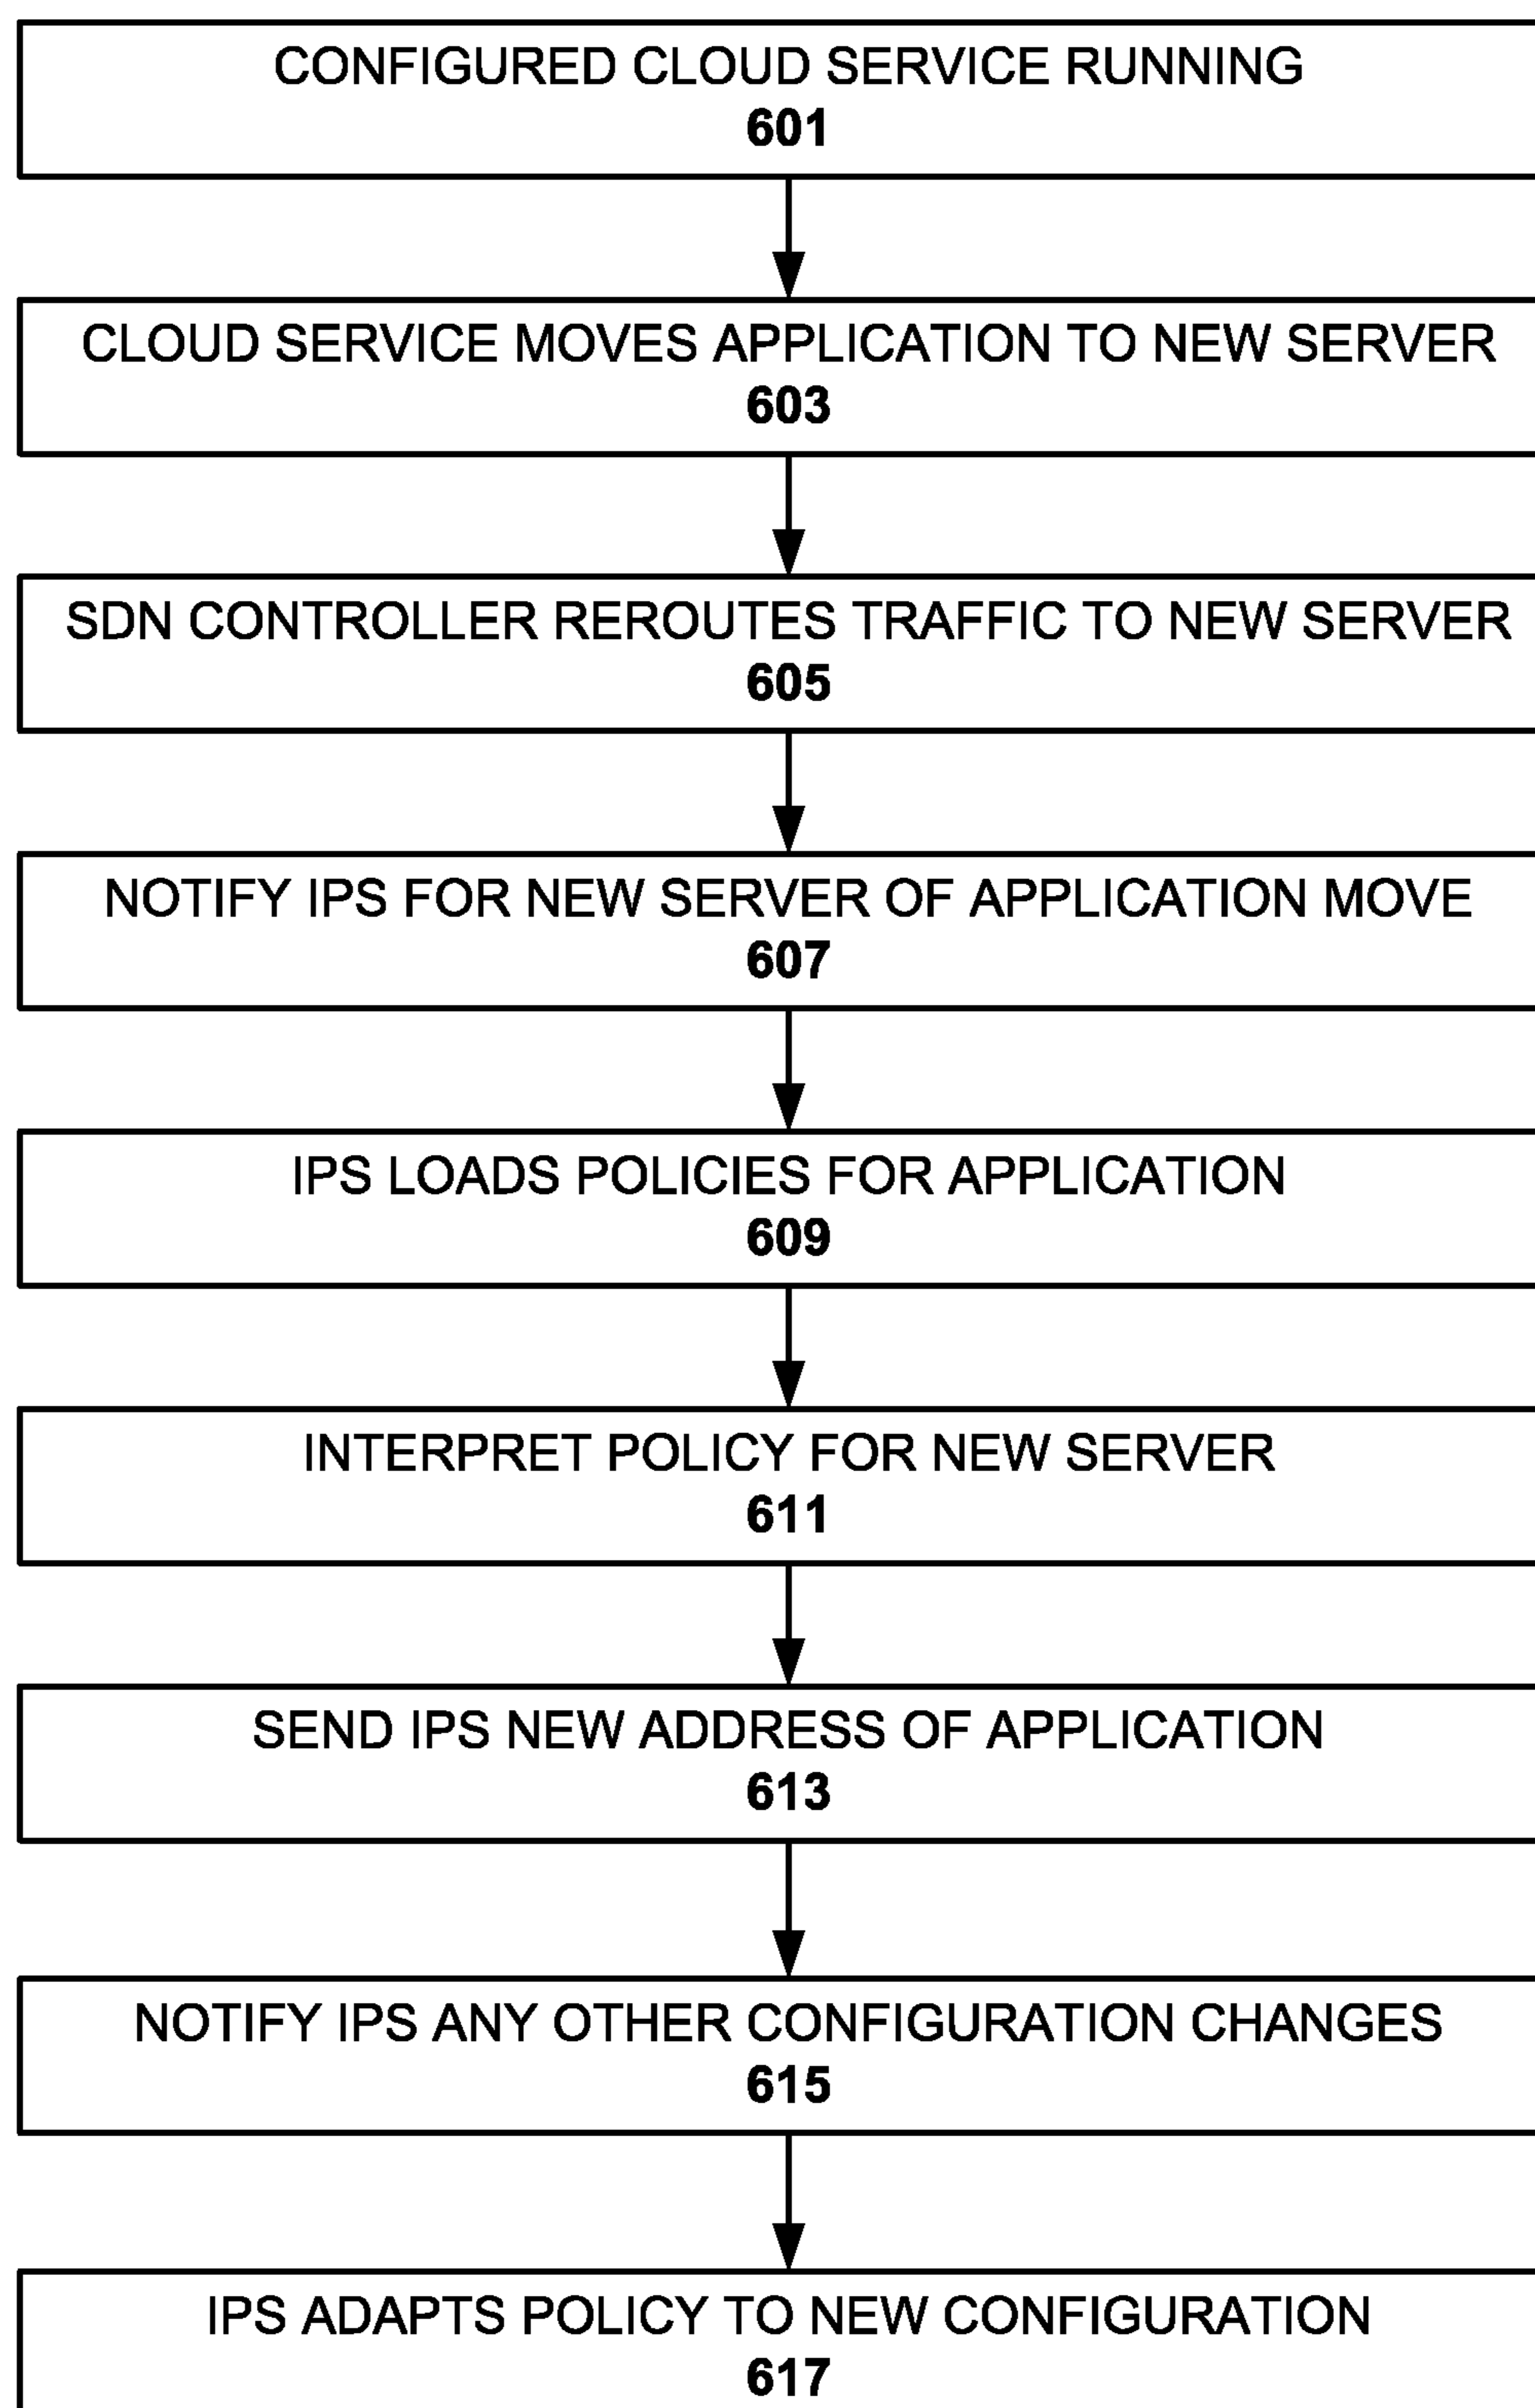 CONFIGURED CLOUD SERVICE RUNNING
601
CLOUD SERVICE MOVES APPLICATION TO NEW SERVER
603
SDN CONTROLLER REROUTES TRAFFIC TO NEW SERVER
605
NOTIFY IPS FOR NEW SERVER OF APPLICATION MOVE
607
IPS LOADS POLICIES FOR APPLICATION
609
INTERPRET POLICY FOR NEW SERVER
611
SEND IPS NEW ADDRESS OF APPLICATION
613
NOTIFY IPS ANY OTHER CONFIGURATION CHANGES
615
IPS ADAPTS POLICY TO NEW CONFIGURATION
617